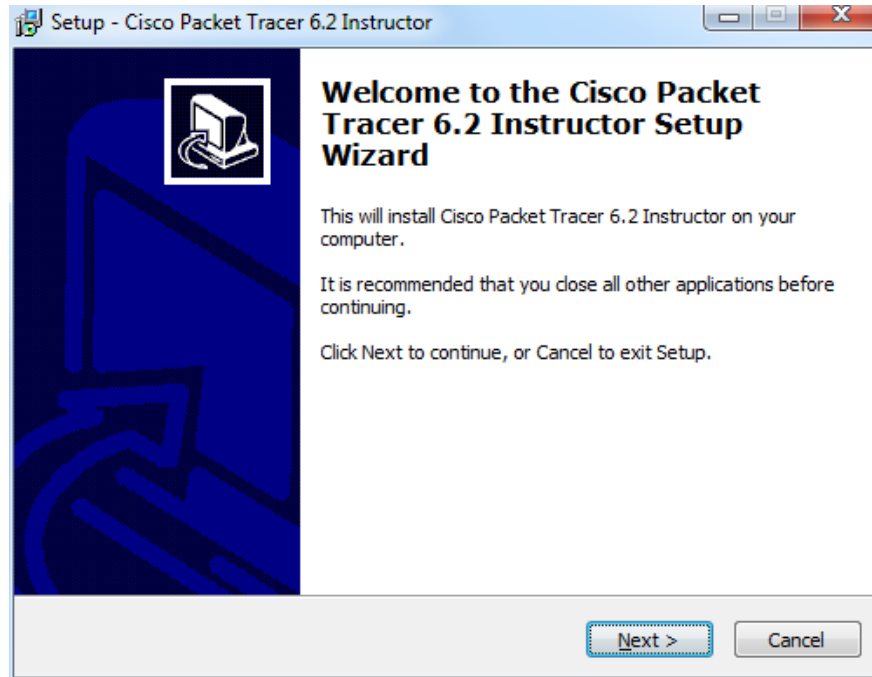 Setup - Cisco Packet Tracer 6.2 Instructor
Welcome to the Cisco Packet
Tracer 6.2 Instructor Setup
Wizard
This will install Cisco Packet Tracer 6.2 Instructor on your
computer.
It is recommended that you close all other applications before
continuing.
Click Next to continue, or Cancel to exit Setup.
Next >
Cancel